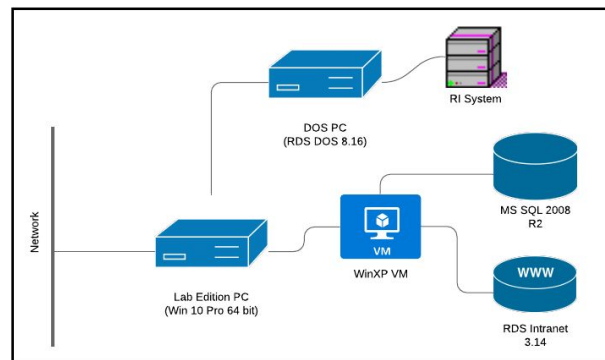 RI System
DOS PC
(RDS DOS 8.16)
Network
MS SQL 2008
R2
VM
WinXP VM
Lab Edition PC
(Win 10 Pro 64 bit)
WWW
RDS Intranet
3.14